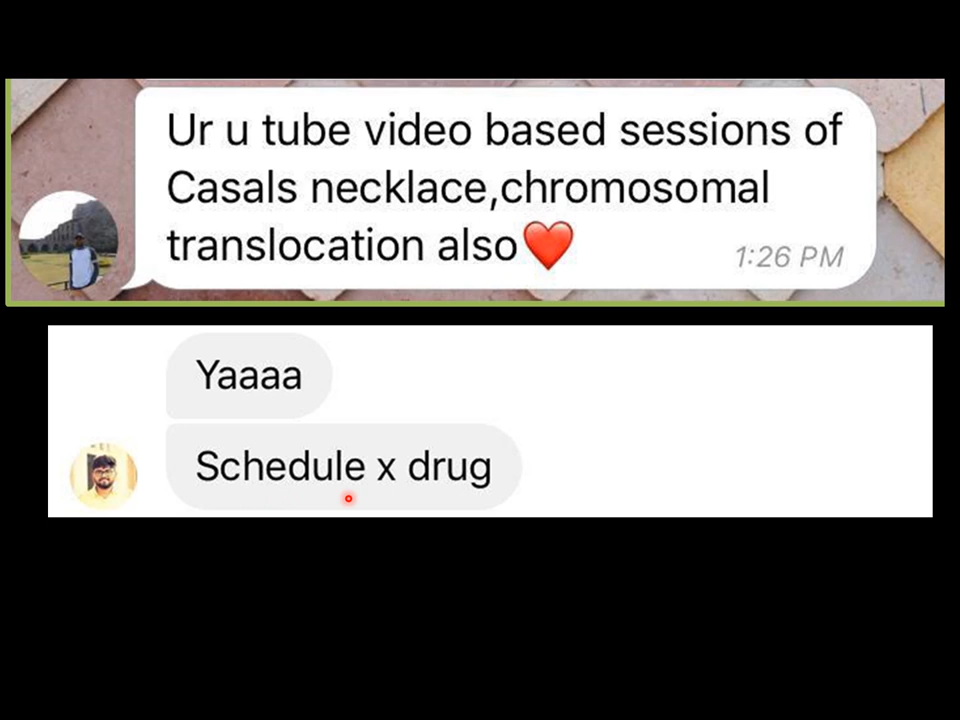 Ur u tube video based sessions of
Casals necklace,chromosomal
translocation also❤️
1:26 PM
Yaaaa
Schedule x drug